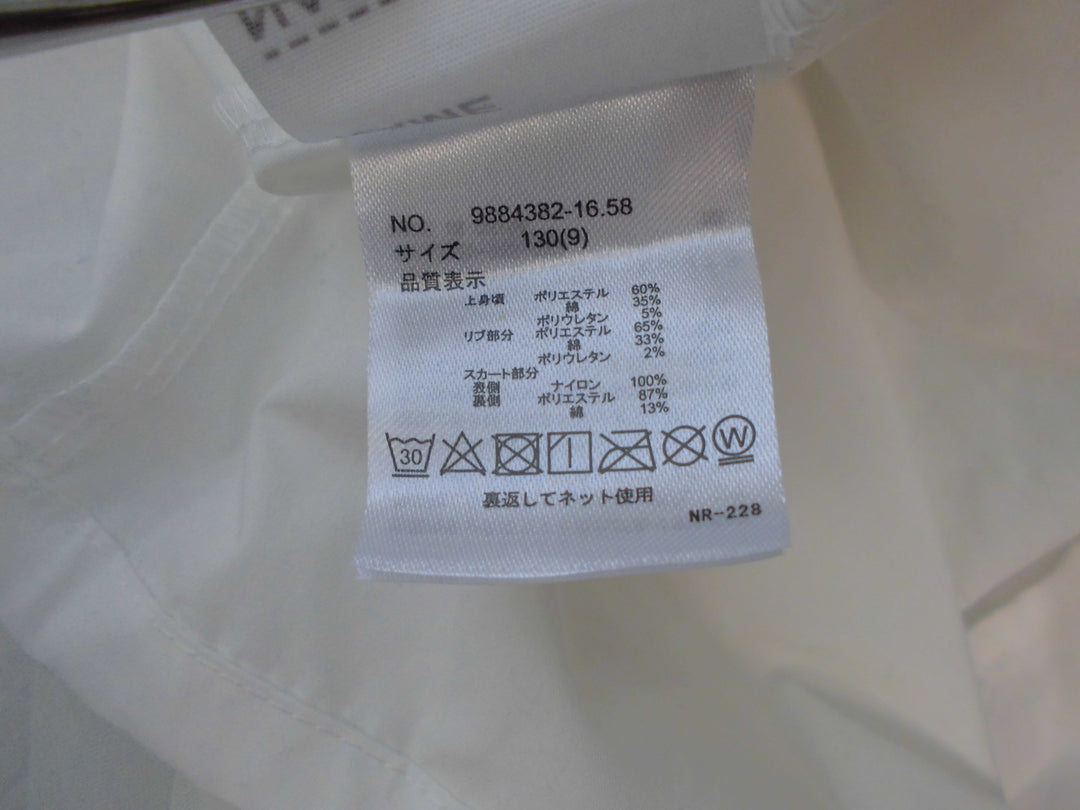 NO. 9884382-16.58
サイズ 130(9)
品質表示
上身頃 ポリエステル 60%
綿 35%
ポリウレタン 5%
リブ部分 ポリエステル 65%
綿 33%
ポリウレタン 2%
スカート部分
表側 ナイロン 100%
裏側 ポリエステル 87%
綿 13%
30 W
裏返してネット使用
NR-228